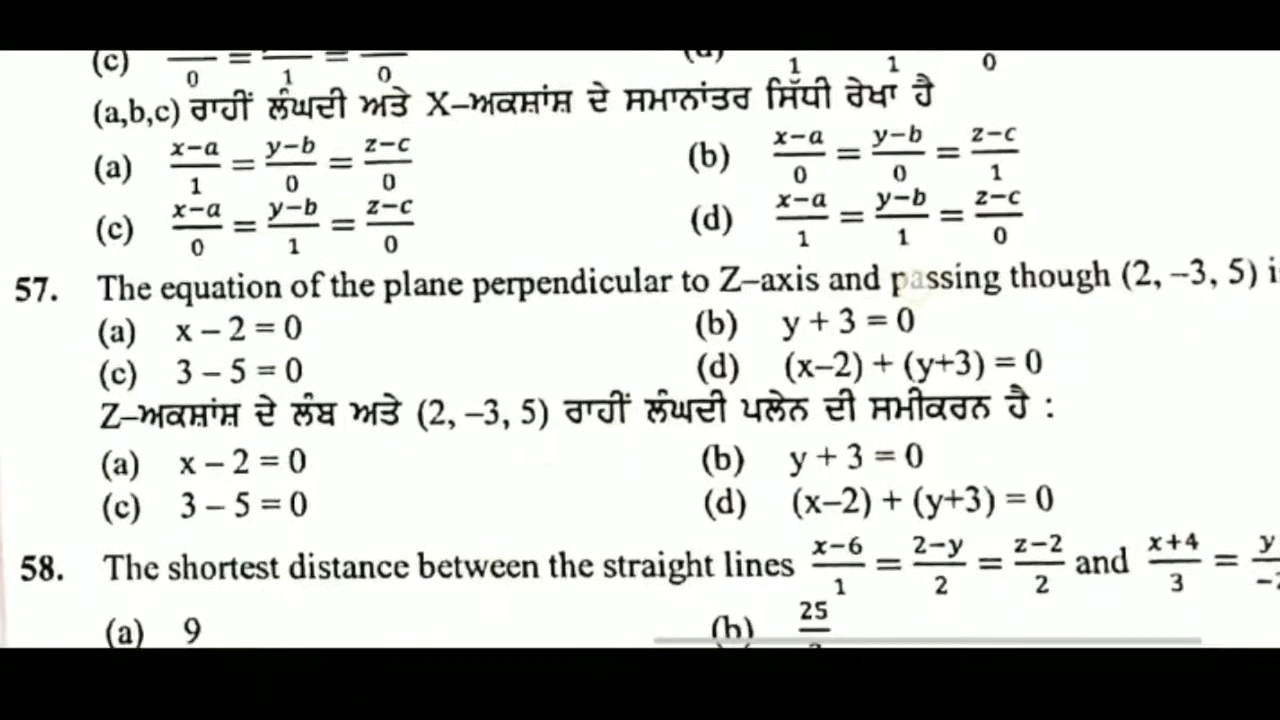 (c) — = — = —
0 1 0 1 1 0
(a,b,c) ਰਾਹੀਂ ਲੰਘਦੀ ਅਤੇ X–ਅਕਸ਼ਾਂਸ਼ ਦੇ ਸਮਾਨਾਂਤਰ ਸਿੱਧੀ ਰੇਖਾ ਹੈ
(a) x−a/1 = y−b/0 = z−c/0 (b) x−a/0 = y−b/0 = z−c/1
(c) x−a/0 = y−b/1 = z−c/0 (d) x−a/1 = y−b/1 = z−c/0
57. The equation of the plane perpendicular to Z–axis and passing though (2, –3, 5) i
(a) x – 2 = 0 (b) y + 3 = 0
(c) 3 – 5 = 0 (d) (x–2) + (y+3) = 0
Z–ਅਕਸ਼ਾਂਸ਼ ਦੇ ਲੰਬ ਅਤੇ (2, –3, 5) ਰਾਹੀਂ ਲੰਘਦੀ ਪਲੇਨ ਦੀ ਸਮੀਕਰਨ ਹੈ :
(a) x – 2 = 0 (b) y + 3 = 0
(c) 3 – 5 = 0 (d) (x–2) + (y+3) = 0
58. The shortest distance between the straight lines x−6/1 = 2−y/2 = z−2/2 and x+4/3 = y/
(a) 9 (b) 25/